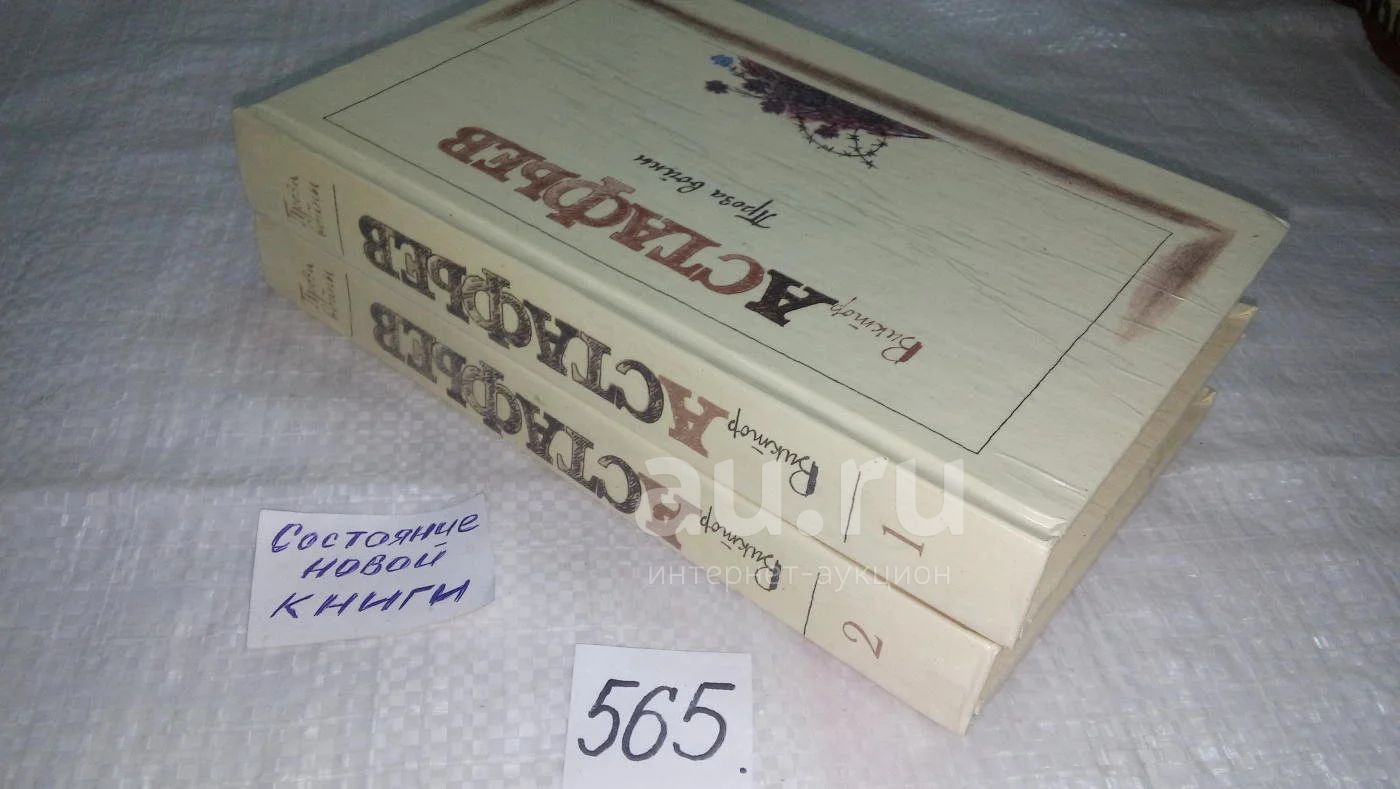 Виктор
АСТАФЬЕВ
Проза войны
Проза
войны
Виктор
АСТАФЬЕВ
1
Проза
войны
Виктор
АСТАФЬЕВ
2
au.ru
интернет-аукцион
Состояние
новой
книги
565.